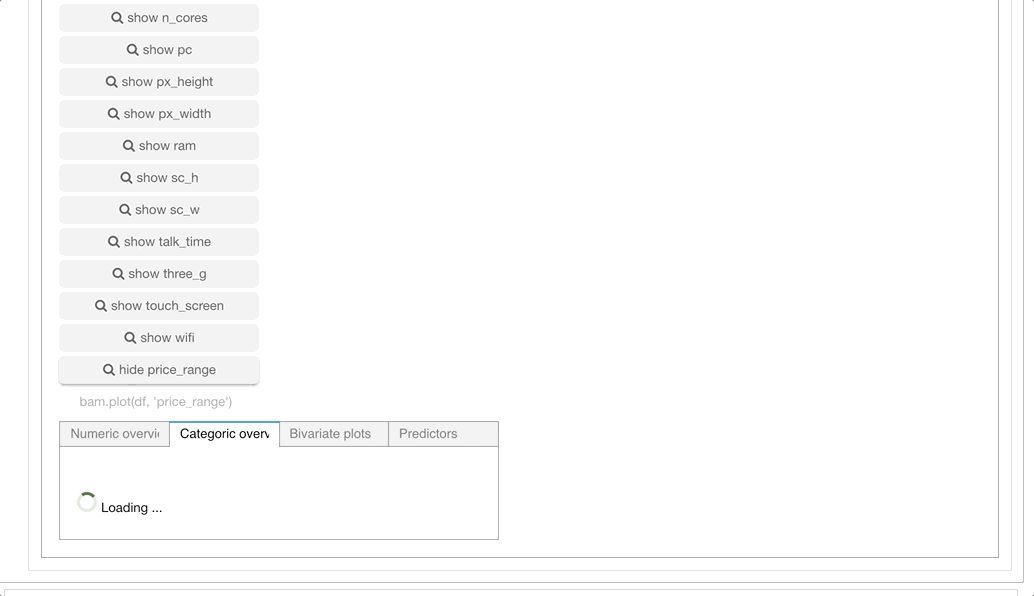 show n_cores
show pc
show px_height
show px_width
show ram
show sc_h
show sc_w
show talk_time
show three_g
show touch_screen
show wifi
hide price_range
bam.plot(df, 'price_range')
Numeric overvi Categoric overv Bivariate plots Predictors
Loading ...